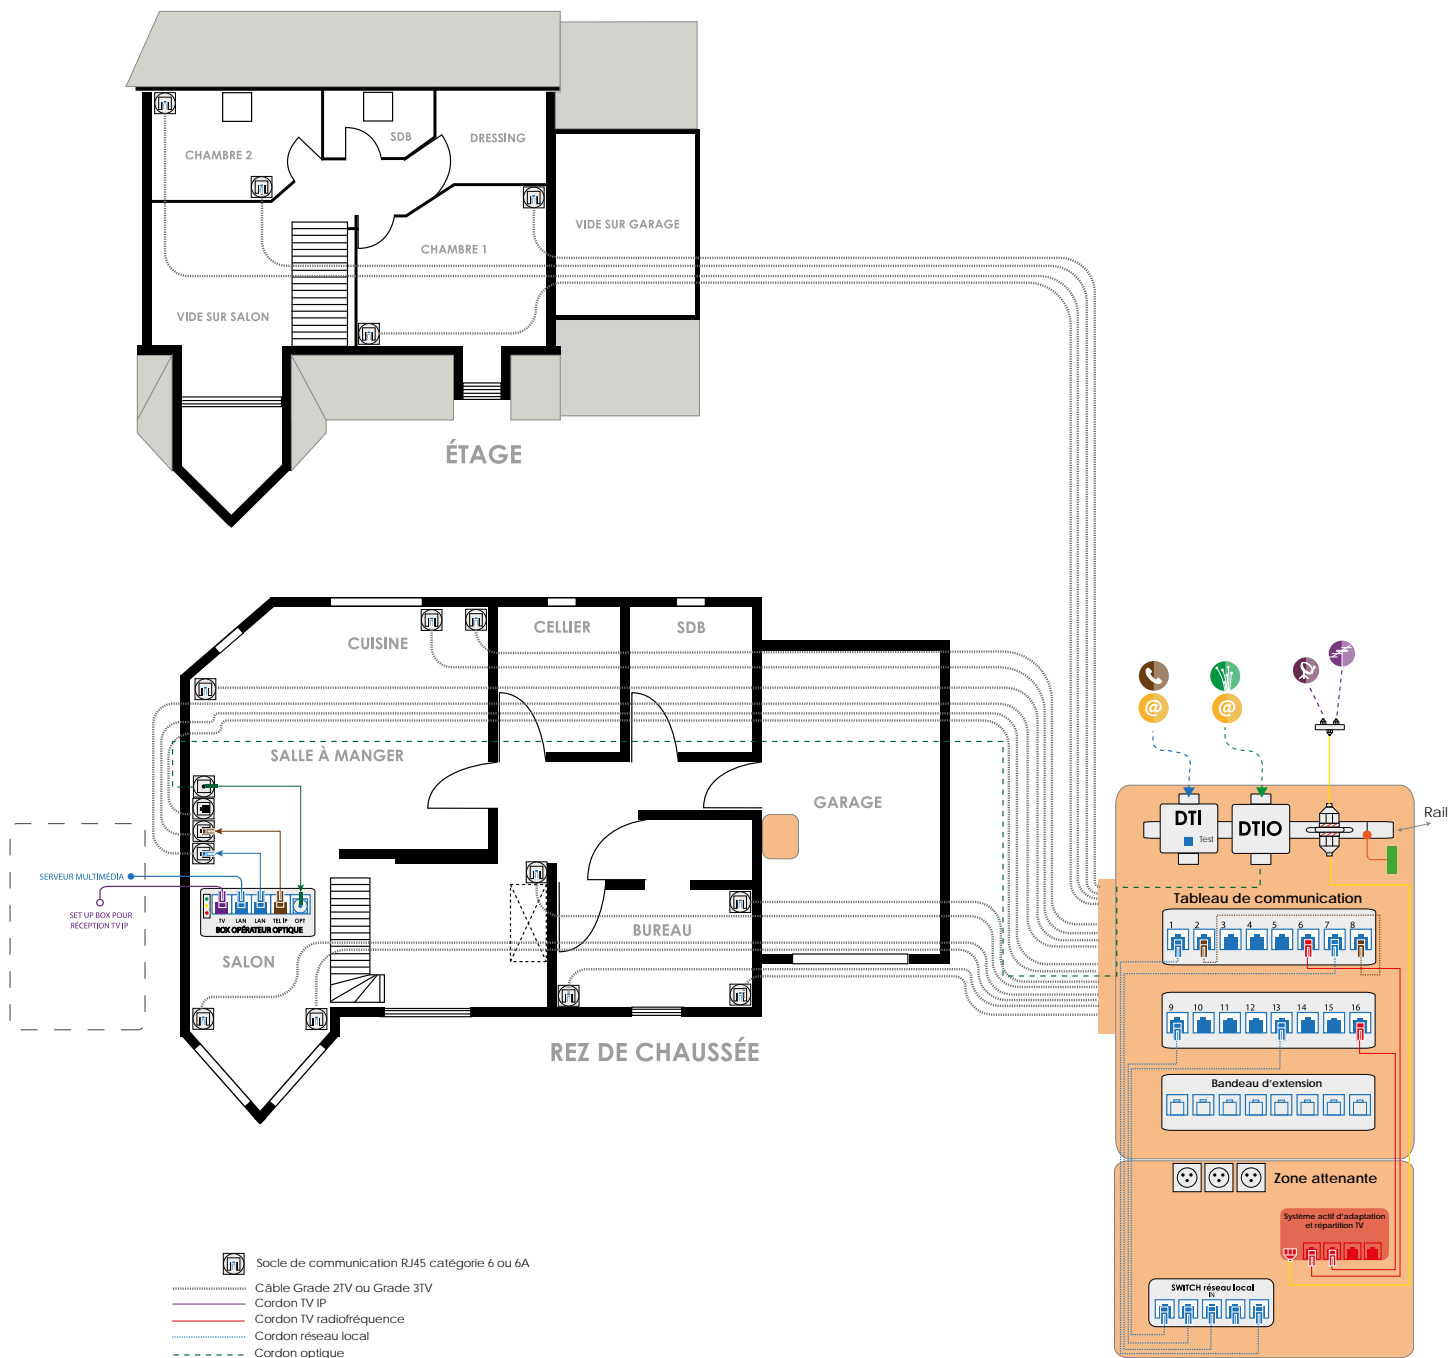 SDB
DRESSING
CHAMBRE 2
VIDE SUR GARAGE
CHAMBRE 1
VIDE SUR SALON
ÉTAGE
CUISINE
CELLIER
SDB
SALLE À MANGER
GARAGE
SERVEUR MULTIMÉDIA
SET UP BOX POUR
RÉCEPTION TV IP
TV LAN LAN TEL IP OPT
BOX OPÉRATEUR OPTIQUE
BUREAU
SALON
REZ DE CHAUSSÉE
@ @
Rail
DTI
Test
DTIO
Tableau de communication
1 2 3 4 5 6 7 8
9 10 11 12 13 14 15 16
Bandeau d'extension
Zone attenante
Système actif d'adaptation
et répartition TV
SWITCH réseau local
IN
Socle de communication RJ45 catégorie 6 ou 6A
Câble Grade 2TV ou Grade 3TV
Cordon TV IP
Cordon TV radiofréquence
Cordon réseau local
Cordon optique